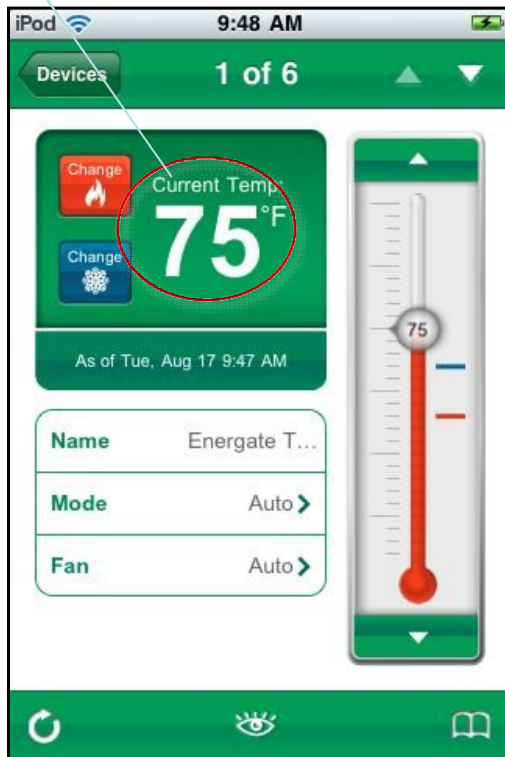 iPod 9:48 AM
Devices 1 of 6
Change
Current Temp:
75°F
Change
As of Tue, Aug 17 9:47 AM
75
Name Energate T...
Mode Auto
Fan Auto